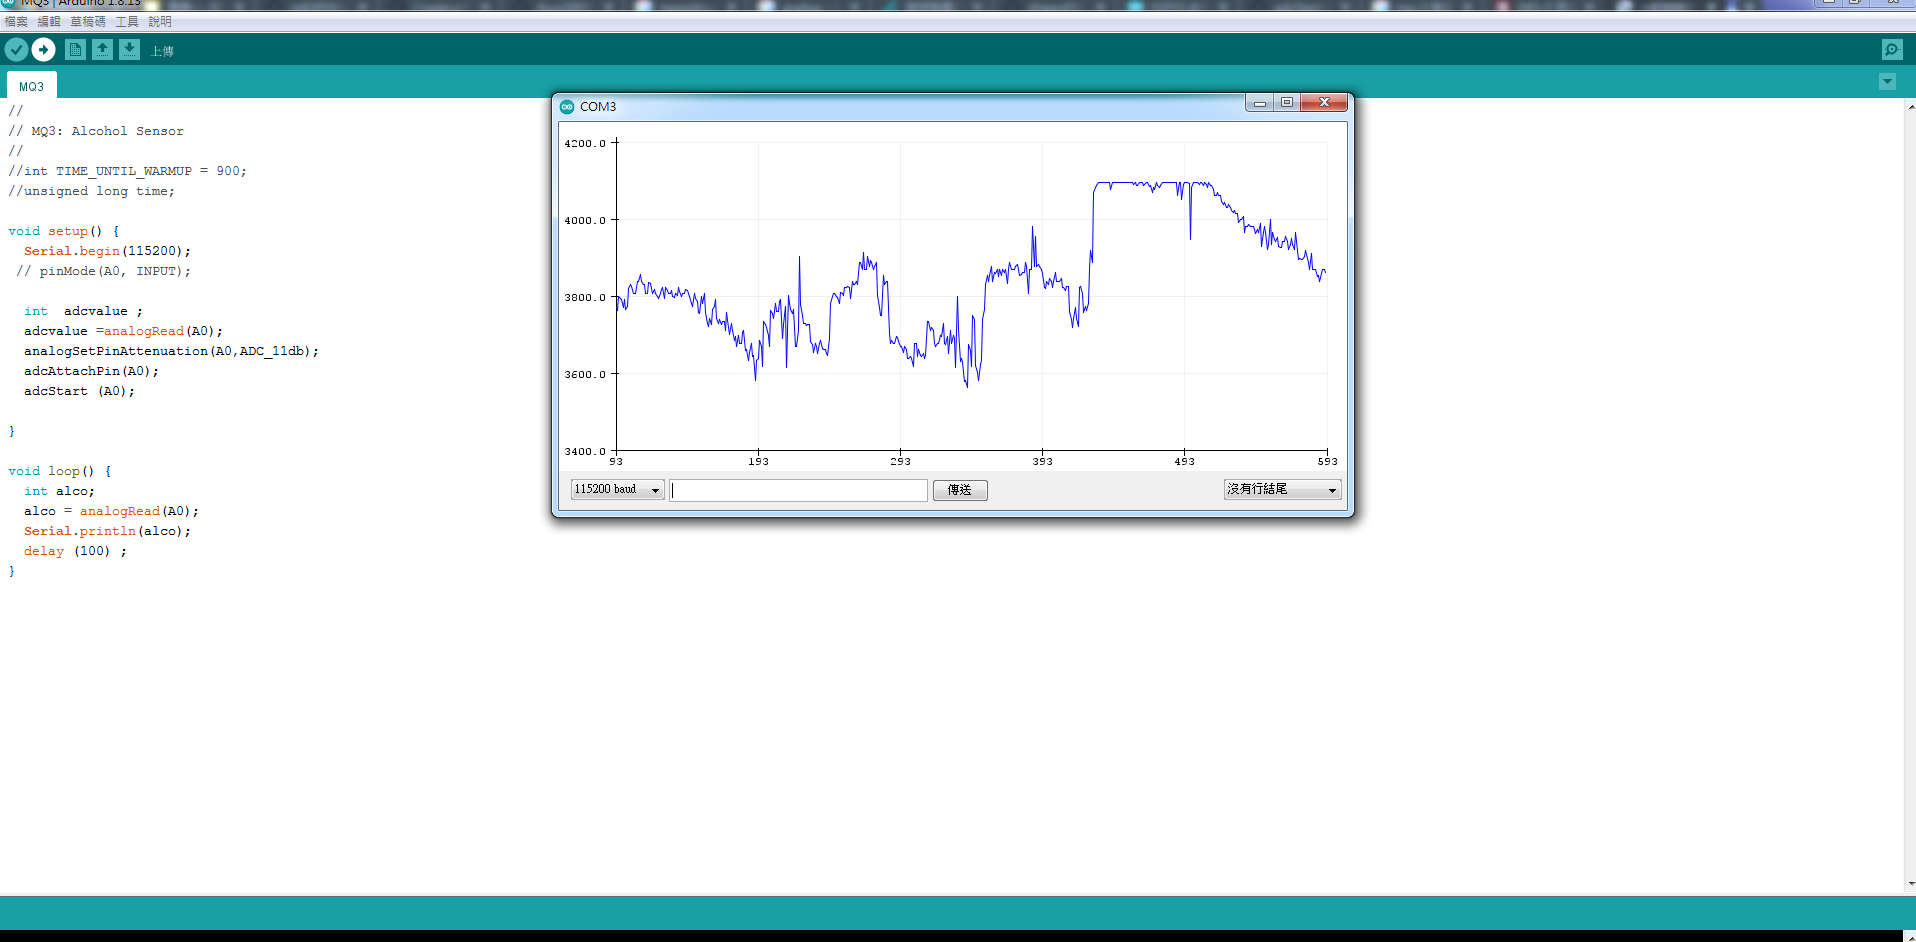 MQ3 | Arduino 1.8.13
檔案 編輯 草稿碼 工具 說明
上傳
MQ3
//
// MQ3: Alcohol Sensor
//
//int TIME_UNTIL_WARMUP = 900;
//unsigned long time;
void setup() {
Serial.begin(115200);
// pinMode(A0, INPUT);
int  adcvalue ;
adcvalue =analogRead(A0);
analogSetPinAttenuation(A0,ADC_11db);
adcAttachPin(A0);
adcStart (A0);
}
void loop() {
int alco;
alco = analogRead(A0);
Serial.println(alco);
delay (100) ;
}
COM3
4200.0
4000.0
3800.0
3600.0
3400.0
93 193 293 393 493 593
115200 baud 傳送 沒有行結尾